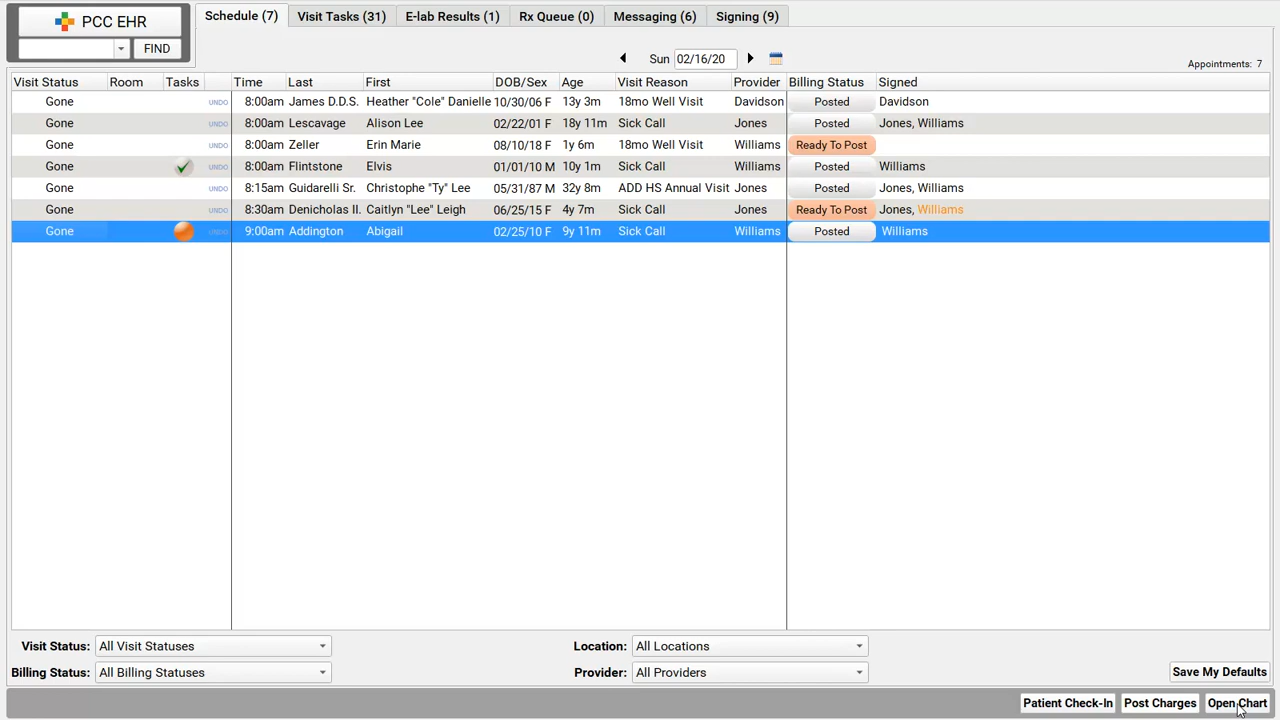 PCC EHR
FIND
Schedule (7) Visit Tasks (31) E-lab Results (1) Rx Queue (0) Messaging (6) Signing (9)
Sun 02/16/20
Appointments: 7
Visit Status Room Tasks Time Last First DOB/Sex Age Visit Reason Provider Billing Status Signed
Gone UNDO 8:00am James D.D.S. Heather "Cole" Danielle 10/30/06 F 13y 3m 18mo Well Visit Davidson Posted Davidson
Gone UNDO 8:00am Lescavage Alison Lee 02/22/01 F 18y 11m Sick Call Jones Posted Jones, Williams
Gone UNDO 8:00am Zeller Erin Marie 08/10/18 F 1y 6m 18mo Well Visit Williams Ready To Post
Gone UNDO 8:00am Flintstone Elvis 01/01/10 M 10y 1m Sick Call Williams Posted Williams
Gone UNDO 8:15am Guidarelli Sr. Christophe "Ty" Lee 05/31/87 M 32y 8m ADD HS Annual Visit Jones Posted Jones, Williams
Gone UNDO 8:30am Denicholas II. Caitlyn "Lee" Leigh 06/25/15 F 4y 7m Sick Call Jones Ready To Post Jones, Williams
Gone UNDO 9:00am Addington Abigail 02/25/10 F 9y 11m Sick Call Williams Posted Williams
Visit Status: All Visit Statuses Location: All Locations
Billing Status: All Billing Statuses Provider: All Providers Save My Defaults
Patient Check-In Post Charges Open Chart